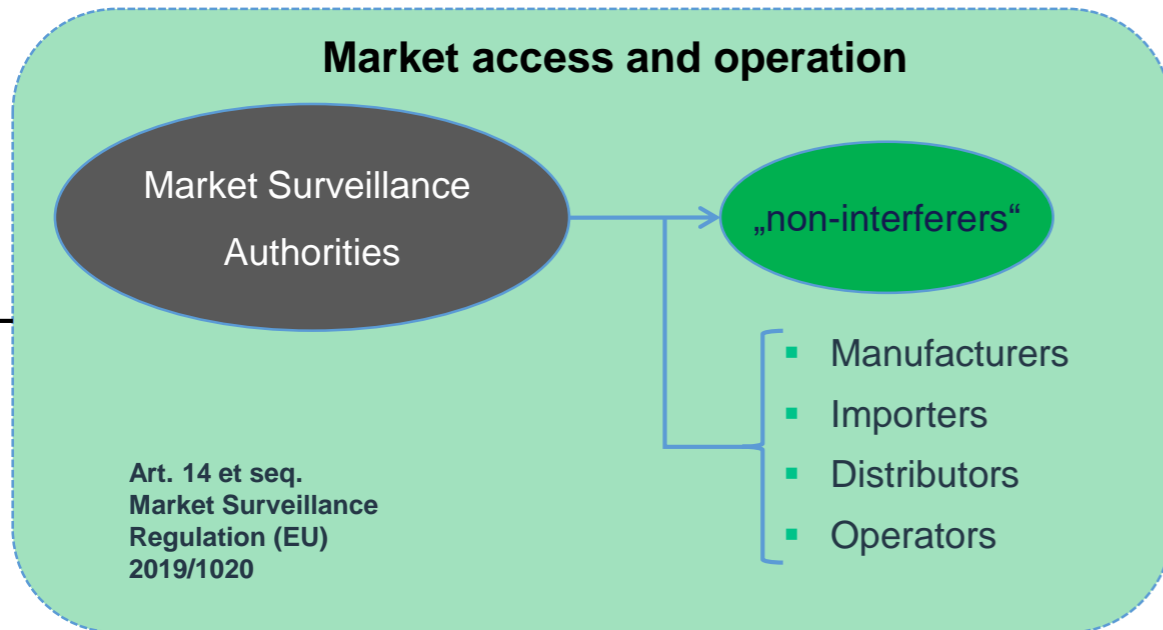 Market access and operation
Market Surveillance
Authorities
„non-interferers“
▪ Manufacturers
▪ Importers
▪ Distributors
▪ Operators
Art. 14 et seq.
Market Surveillance
Regulation (EU)
2019/1020